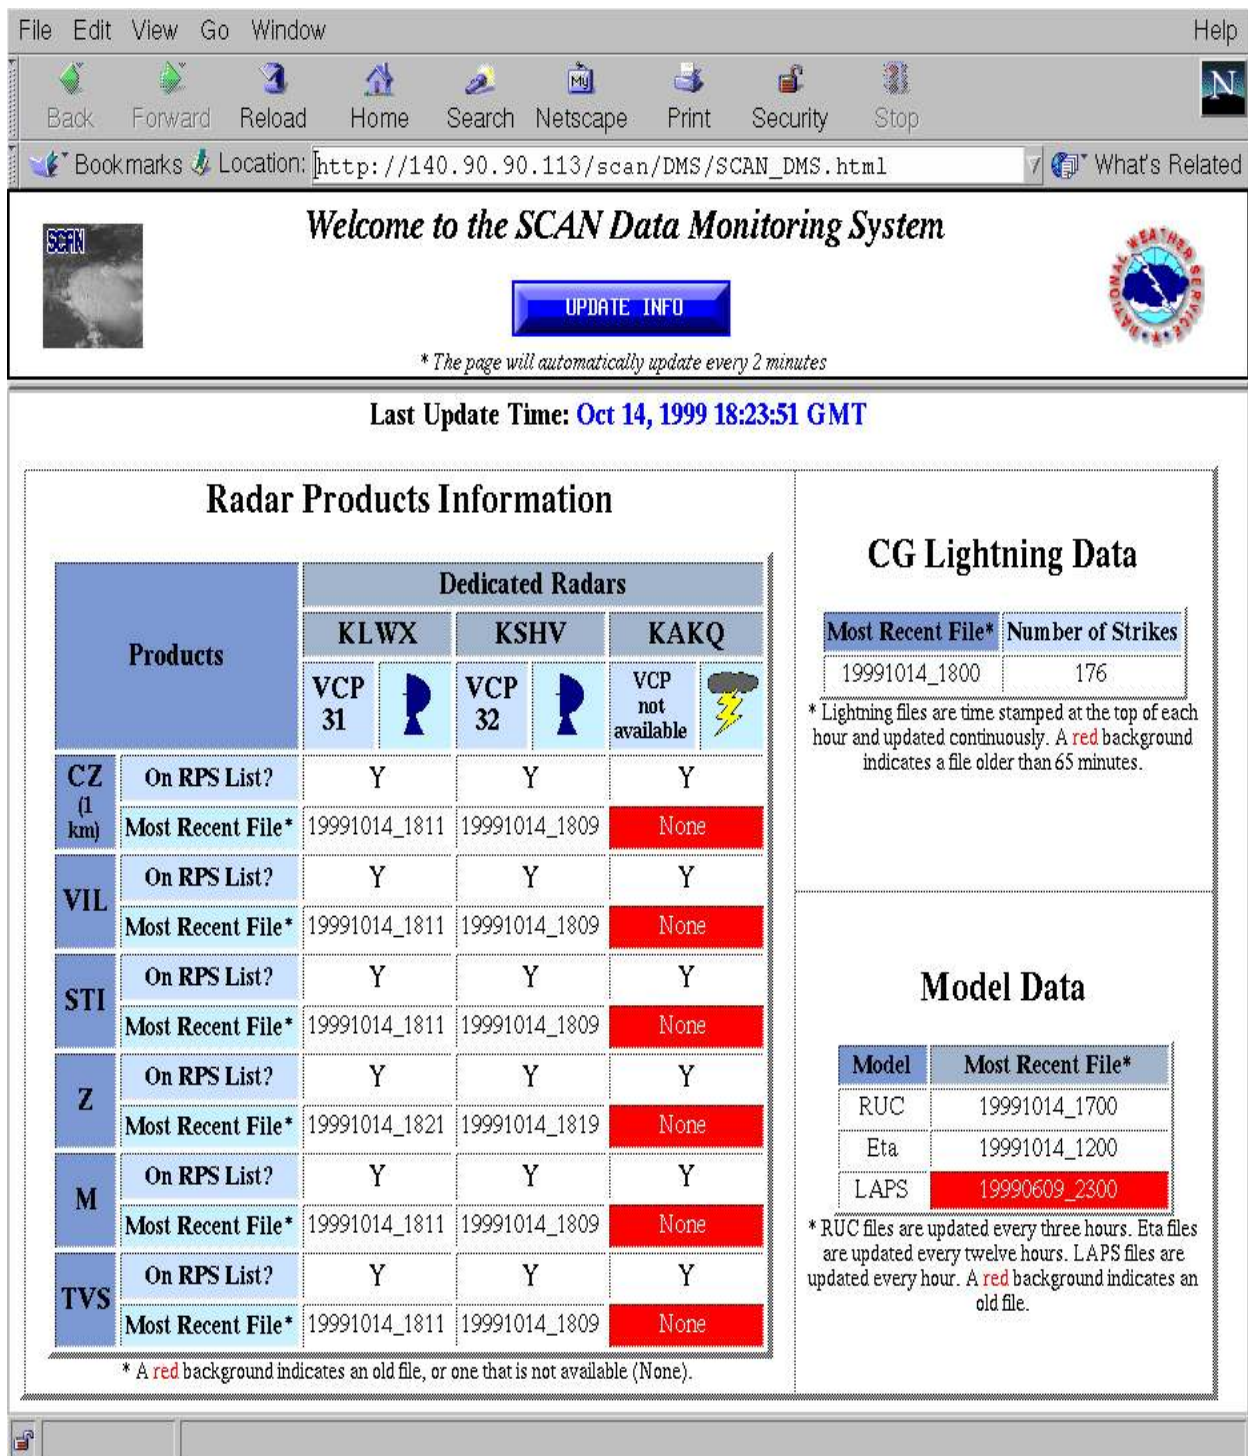 File Edit View Go Window Help
Back Forward Reload Home Search Netscape Print Security Stop
My
N
Bookmarks Location: http://140.90.90.113/scan/DMS/SCAN_DMS.html What's Related
SCAN
Welcome to the SCAN Data Monitoring System
NATIONAL WEATHER SERVICE
UPDATE INFO
* The page will automatically update every 2 minutes
Last Update Time: Oct 14, 1999 18:23:51 GMT
Radar Products Information
Products
Dedicated Radars
KLWX KSHV KAKQ
VCP 31 VCP 32 VCP not available
CZ (1 km)
On RPS List? Y Y Y
Most Recent File* 19991014_1811 19991014_1809 None
VIL
On RPS List? Y Y Y
Most Recent File* 19991014_1811 19991014_1809 None
STI
On RPS List? Y Y Y
Most Recent File* 19991014_1811 19991014_1809 None
Z
On RPS List? Y Y Y
Most Recent File* 19991014_1821 19991014_1819 None
M
On RPS List? Y Y Y
Most Recent File* 19991014_1811 19991014_1809 None
TVS
On RPS List? Y Y Y
Most Recent File* 19991014_1811 19991014_1809 None
* A red background indicates an old file, or one that is not available (None).
CG Lightning Data
Most Recent File* Number of Strikes
19991014_1800 176
* Lightning files are time stamped at the top of each
hour and updated continuously. A red background
indicates a file older than 65 minutes.
Model Data
Model Most Recent File*
RUC 19991014_1700
Eta 19991014_1200
LAPS 19990609_2300
* RUC files are updated every three hours. Eta files
are updated every twelve hours. LAPS files are
updated every hour. A red background indicates an
old file.